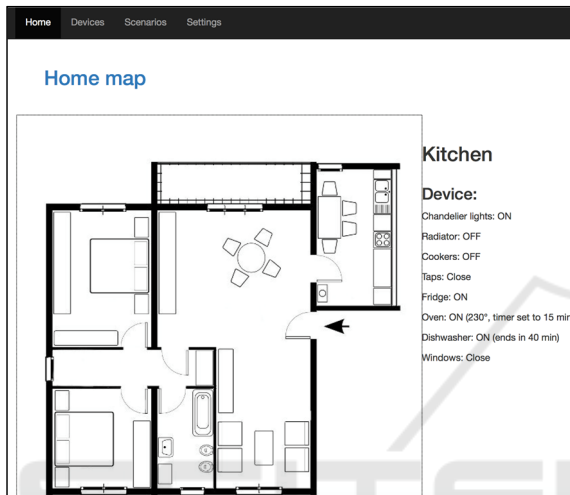 Home Devices Scenarios Settings
Home map
Kitchen
Device:
Chandelier lights: ON
Radiator: OFF
Cookers: OFF
Taps: Close
Fridge: ON
Oven: ON (230°, timer set to 15 min
Dishwasher: ON (ends in 40 min)
Windows: Close